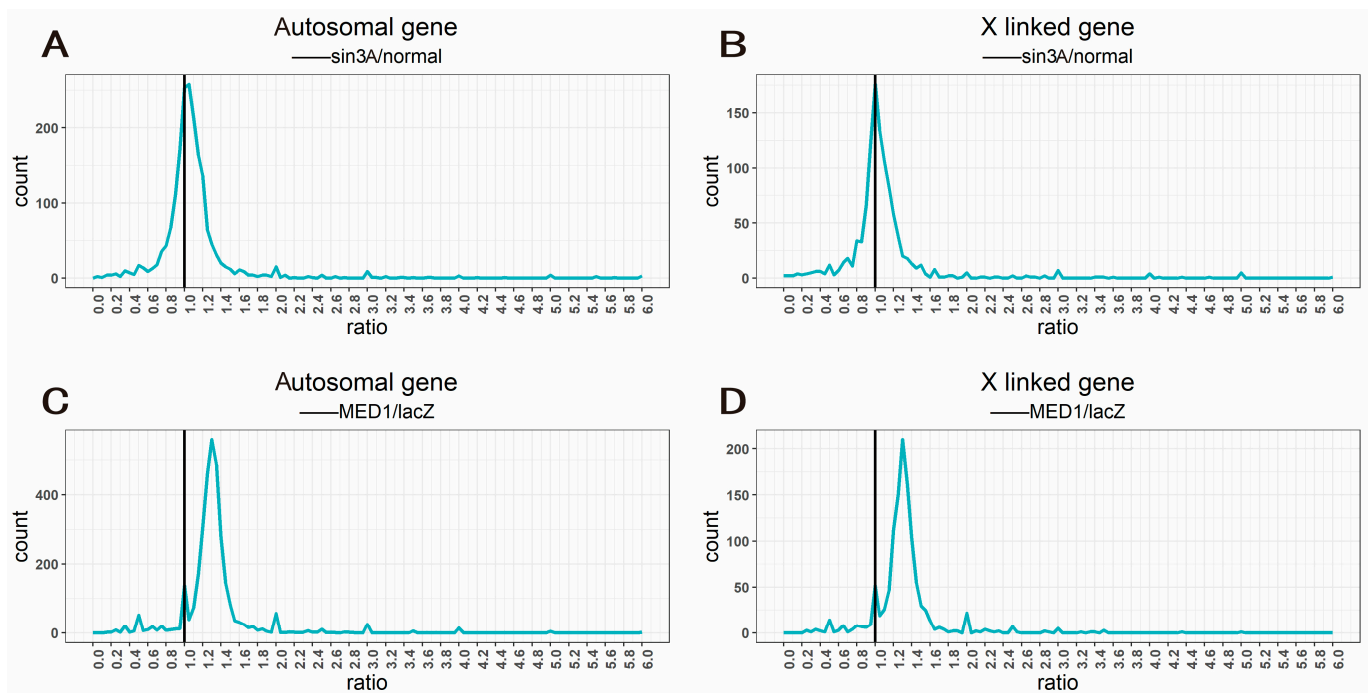 A
Autosomal gene
sin3A/normal
count
200
100
0
0.0 0.2 0.4 0.6 0.8 1.0 1.2 1.4 1.6 1.8 2.0 2.2 2.4 2.6 2.8 3.0 3.2 3.4 3.6 3.8 4.0 4.2 4.4 4.6 4.8 5.0 5.2 5.4 5.6 5.8 6.0
ratio
B
X linked gene
sin3A/normal
count
150
100
50
0
0.0 0.2 0.4 0.6 0.8 1.0 1.2 1.4 1.6 1.8 2.0 2.2 2.4 2.6 2.8 3.0 3.2 3.4 3.6 3.8 4.0 4.2 4.4 4.6 4.8 5.0 5.2 5.4 5.6 5.8 6.0
ratio
C
Autosomal gene
MED1/lacZ
count
400
200
0
0.0 0.2 0.4 0.6 0.8 1.0 1.2 1.4 1.6 1.8 2.0 2.2 2.4 2.6 2.8 3.0 3.2 3.4 3.6 3.8 4.0 4.2 4.4 4.6 4.8 5.0 5.2 5.4 5.6 5.8 6.0
ratio
D
X linked gene
MED1/lacZ
count
200
150
100
50
0
0.0 0.2 0.4 0.6 0.8 1.0 1.2 1.4 1.6 1.8 2.0 2.2 2.4 2.6 2.8 3.0 3.2 3.4 3.6 3.8 4.0 4.2 4.4 4.6 4.8 5.0 5.2 5.4 5.6 5.8 6.0
ratio